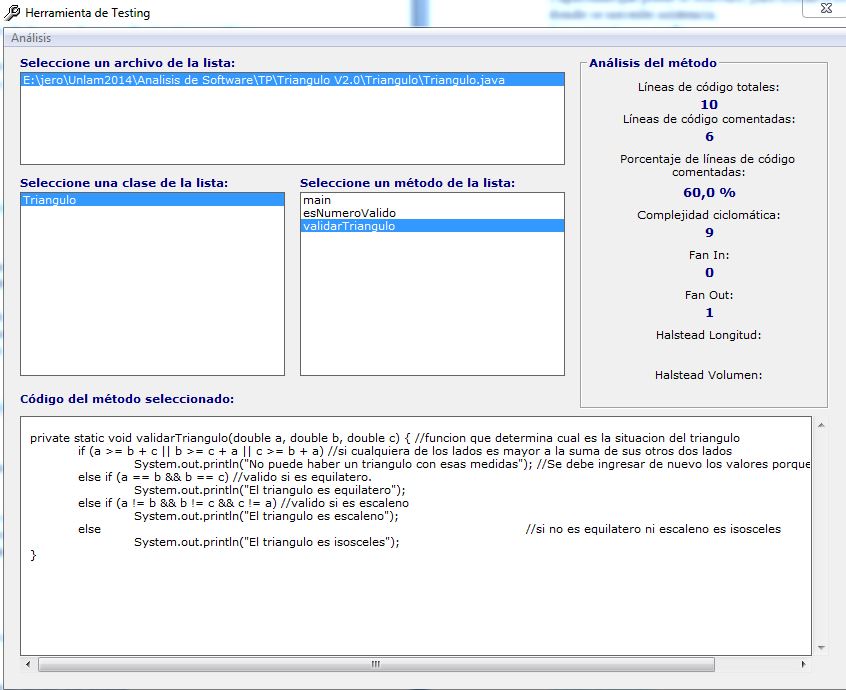 Herramienta de Testing
Análisis
Seleccione un archivo de la lista:
E:\jero\Unlam2014\Analisis de Software\TP\Triangulo V2.0\Triangulo\Triangulo.java
Seleccione una clase de la lista:
Triangulo
Seleccione un método de la lista:
main
esNumeroValido
validarTriangulo
Análisis del método
Líneas de código totales:
10
Líneas de código comentadas:
6
Porcentaje de líneas de código
comentadas:
60,0 %
Complejidad ciclomática:
9
Fan In:
0
Fan Out:
1
Halstead Longitud:
Halstead Volumen:
Código del método seleccionado:
private static void validarTriangulo(double a, double b, double c) { //funcion que determina cual es la situacion del triangulo
if (a >= b + c || b >= c + a || c >= b + a) //si cualquiera de los lados es mayor a la suma de sus otros dos lados
System.out.println("No puede haber un triangulo con esas medidas"); //Se debe ingresar de nuevo los valores porque
else if (a == b && b == c) //valido si es equilatero.
System.out.println("El triangulo es equilatero");
else if (a != b && b != c && c != a) //valido si es escaleno
System.out.println("El triangulo es escaleno");
else //si no es equilatero ni escaleno es isosceles
System.out.println("El triangulo es isosceles");
}